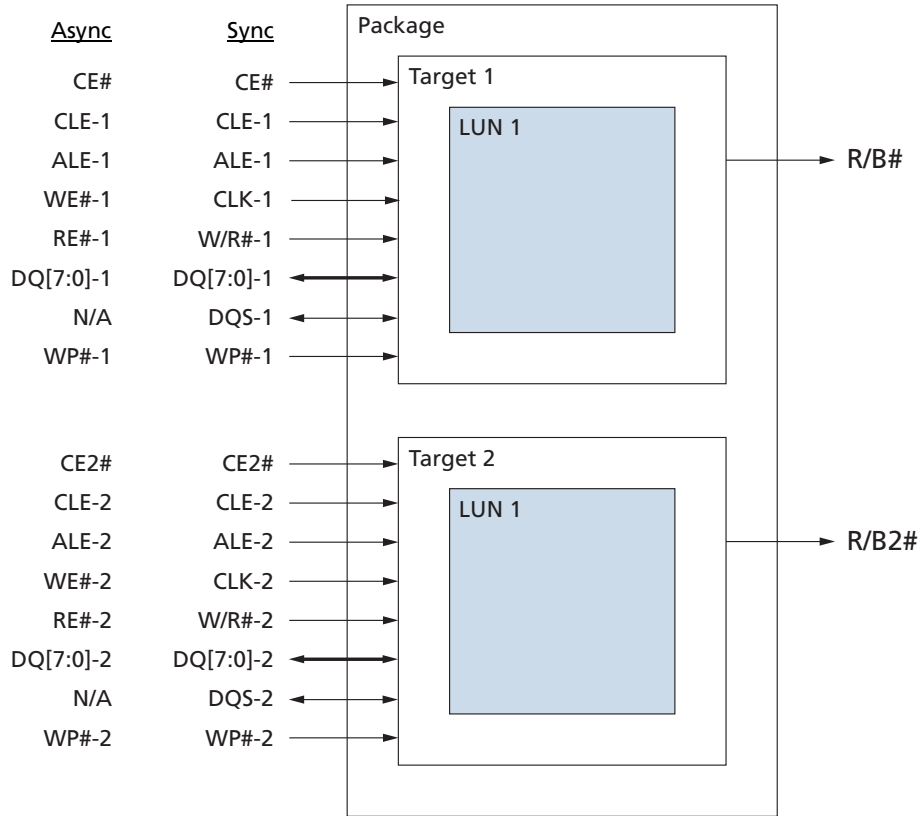 Async Sync Package
CE# CE# Target 1
CLE-1 CLE-1 LUN 1
ALE-1 ALE-1 R/B#
WE#-1 CLK-1
RE#-1 W/R#-1
DQ[7:0]-1 DQ[7:0]-1
N/A DQS-1
WP#-1 WP#-1
CE2# CE2# Target 2
CLE-2 CLE-2 LUN 1
ALE-2 ALE-2 R/B2#
WE#-2 CLK-2
RE#-2 W/R#-2
DQ[7:0]-2 DQ[7:0]-2
N/A DQS-2
WP#-2 WP#-2